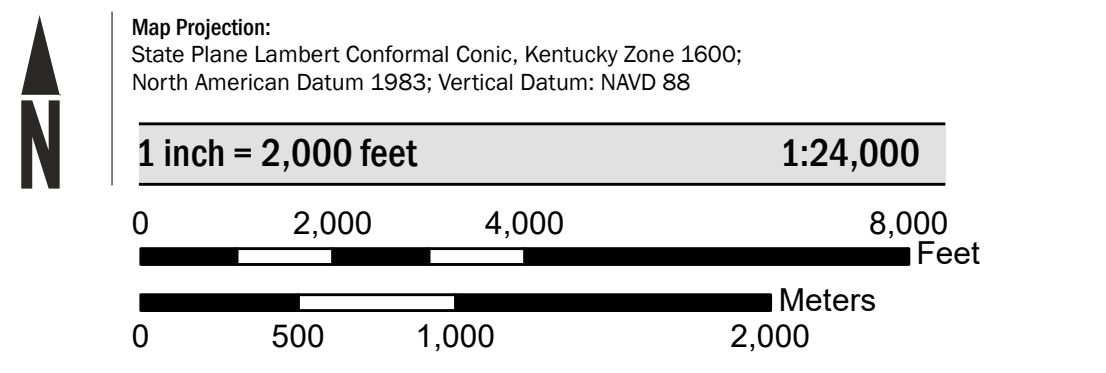 N
Map Projection:
State Plane Lambert Conformal Conic, Kentucky Zone 1600;
North American Datum 1983; Vertical Datum: NAVD 88
1 inch = 2,000 feet 1:24,000
0 2,000 4,000 8,000
Feet
Meters
0 500 1,000 2,000